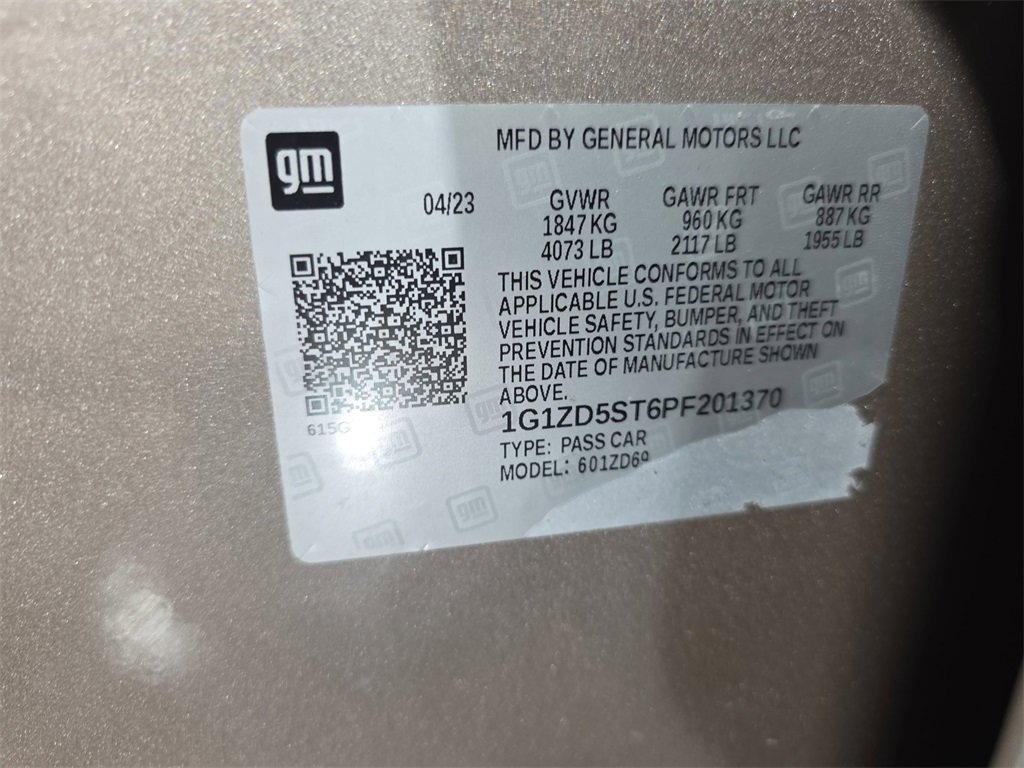 gm
MFD BY GENERAL MOTORS LLC
04/23
GVWR GAWR FRT GAWR RR
1847 KG 960 KG 887 KG
4073 LB 2117 LB 1955 LB
THIS VEHICLE CONFORMS TO ALL
APPLICABLE U.S. FEDERAL MOTOR
VEHICLE SAFETY, BUMPER, AND THEFT
PREVENTION STANDARDS IN EFFECT ON
THE DATE OF MANUFACTURE SHOWN
ABOVE.
615G
1G1ZD5ST6PF201370
TYPE: PASS CAR
MODEL: 601ZD69